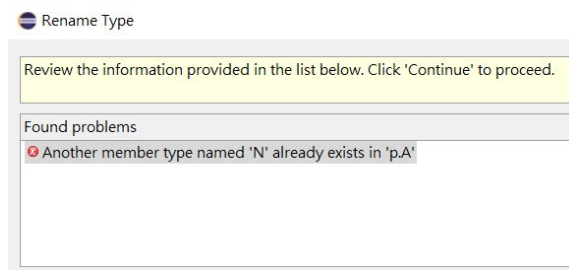 Rename Type
Review the information provided in the list below. Click 'Continue' to proceed.
Found problems
Another member type named 'N' already exists in 'p.A'